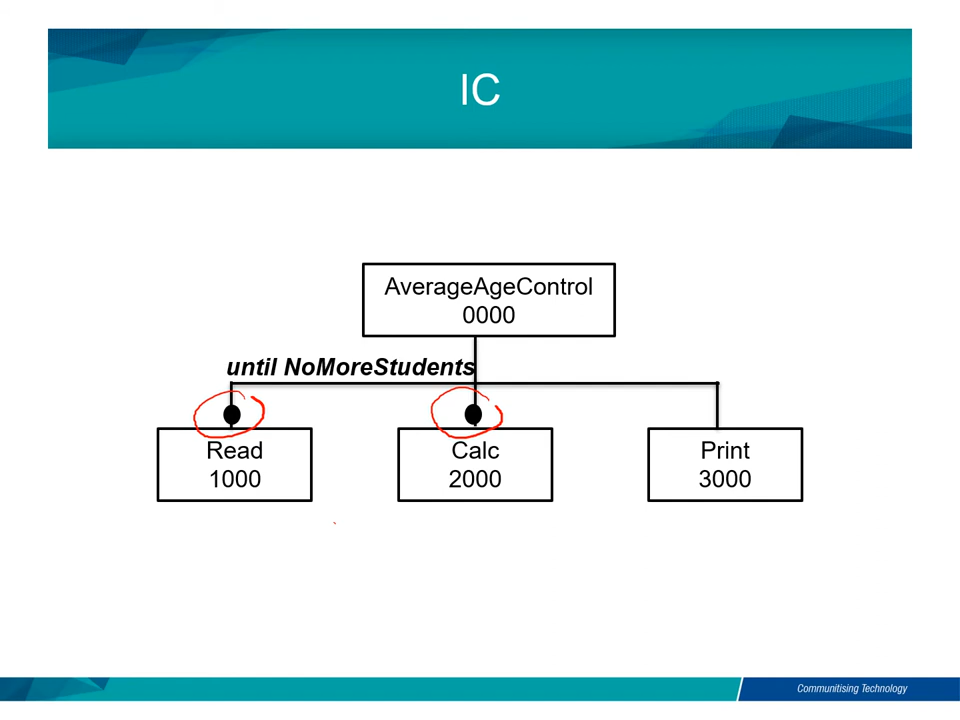 IC
AverageAgeControl
0000
until NoMoreStudents
Read
1000
Calc
2000
Print
3000
Communitising Technology